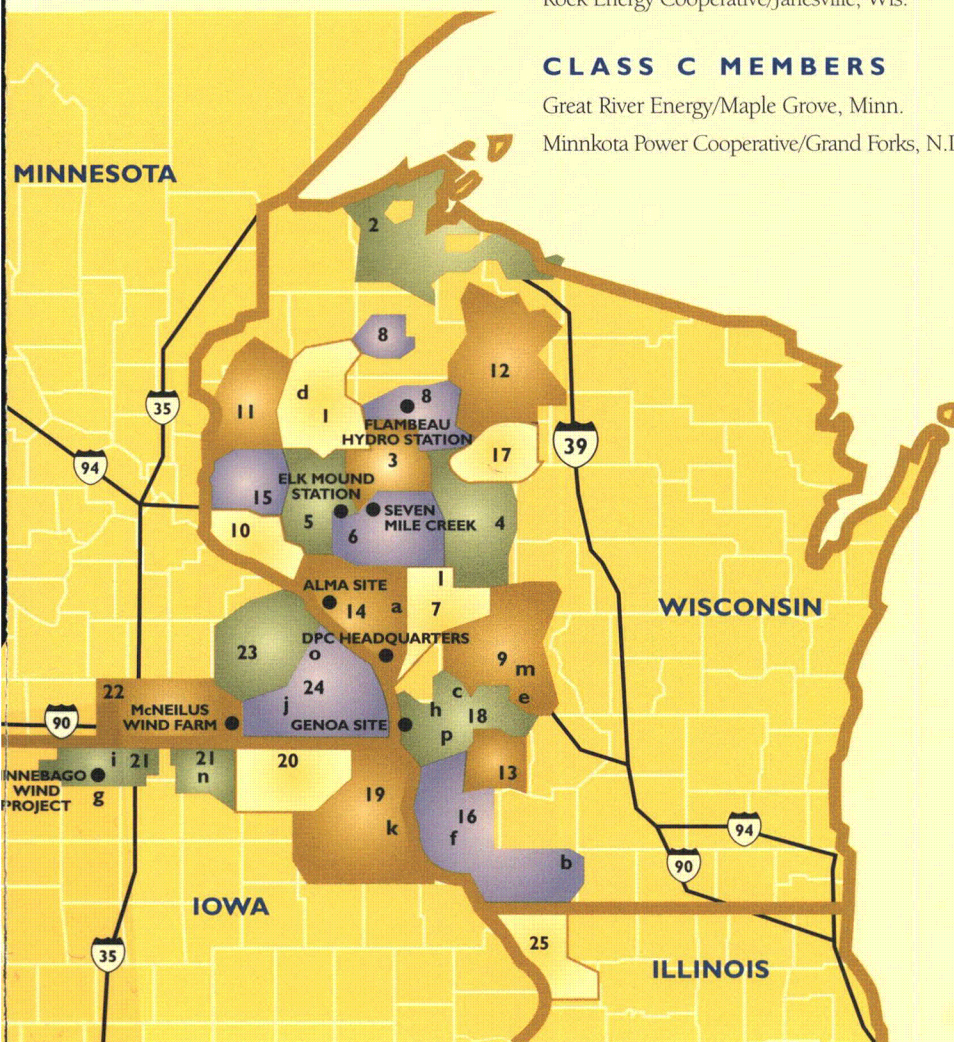 Rock Energy Cooperative/Janesville, Wis.
CLASS C MEMBERS
Great River Energy/Maple Grove, Minn.
Minnkota Power Cooperative/Grand Forks, N.
MINNESOTA
2
8
12
d
1
11
35
8
FLAMBEAU
HYDRO STATION
39
3
17
94
ELK MOUND
STATION
15
5
SEVEN
MILE CREEK
4
10
6
ALMA SITE
l
14
a
7
WISCONSIN
DPC HEADQUARTERS
23
o
9
m
24
c
e
22
j
h
18
McNEILUS
WIND FARM
GENOA SITE
90
p
i
21
21
n
20
13
INNEBAGO
WIND
PROJECT
g
19
16
k
f
94
b
90
IOWA
25
35
ILLINOIS